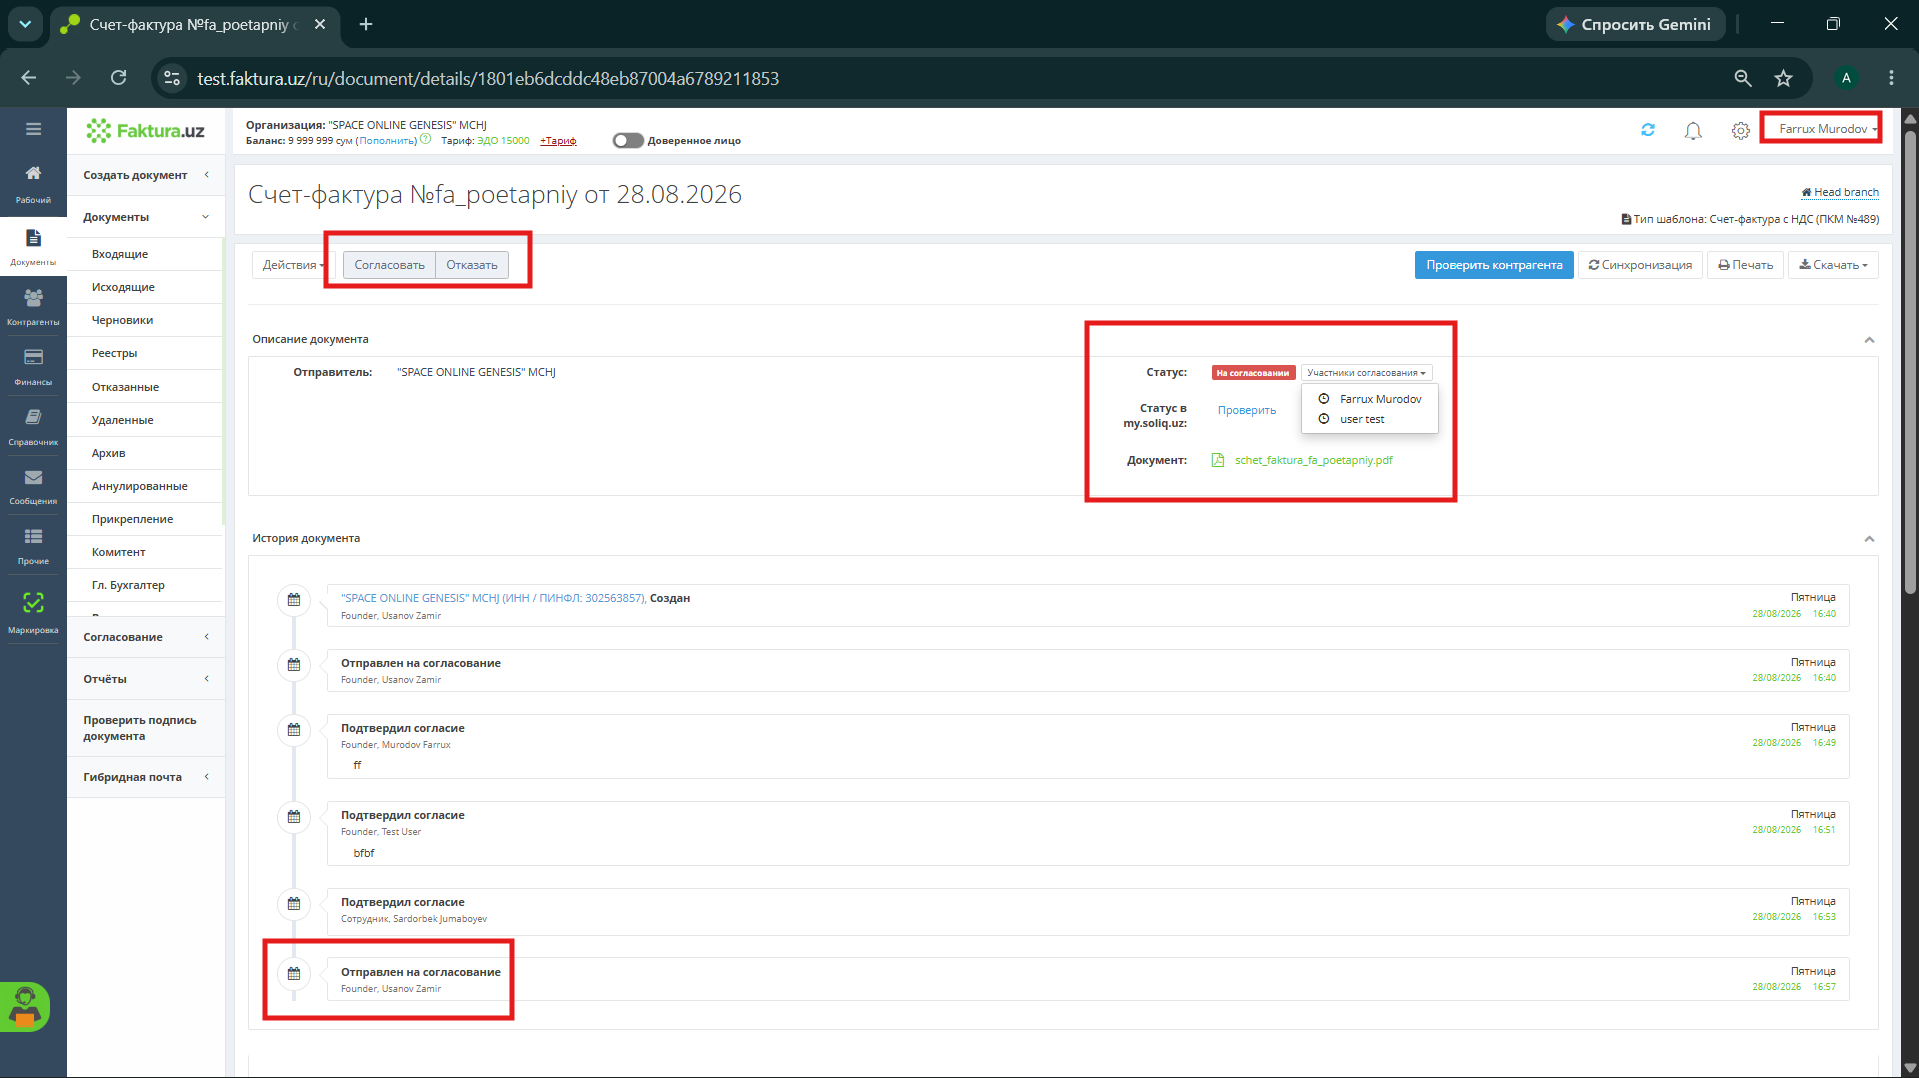 Счет-фактура №fa_poetapniy
Спросить Gemini
test.faktura.uz/ru/document/details/1801eb6dcddc48eb87004a6789211853
A
Рабочий
Документы
Контрагенты
Финансы
Справочник
Сообщения
Прочие
Маркировка
Faktura.uz
Создать документ
Документы
Входящие
Исходящие
Черновики
Реестры
Отказанные
Удаленные
Архив
Аннулированные
Прикрепление
Комитент
Гл. Бухгалтер
Согласование
Отчёты
Проверить подпись
документа
Гибридная почта
Организация: "SPACE ONLINE GENESIS" MCHJ
Баланс: 9 999 999 сум (Пополнить) ? Тариф: ЭДО 15000 +Тариф
Доверенное лицо
Farrux Murodov
Счет-фактура №fa_poetapniy от 28.08.2026
Head branch
Тип шаблона: Счет-фактура с НДС (ПКМ №489)
Действия
Согласовать
Отказать
Проверить контрагента
Синхронизация
Печать
Скачать
Описание документа
Отправитель: "SPACE ONLINE GENESIS" MCHJ
Статус: На согласовании Участники согласования
Farrux Murodov
user test
Статус в
my.soliq.uz:
Проверить
Документ: schet_faktura_fa_poetapniy.pdf
История документа
"SPACE ONLINE GENESIS" MCHJ (ИНН / ПИНФЛ: 302563857), Создан
Founder, Usanov Zamir
Пятница
28/08/2026 16:40
Отправлен на согласование
Founder, Usanov Zamir
Пятница
28/08/2026 16:40
Подтвердил согласие
Founder, Murodov Farrux
ff
Пятница
28/08/2026 16:49
Подтвердил согласие
Founder, Test User
bfbf
Пятница
28/08/2026 16:51
Подтвердил согласие
Сотрудник, Sardorbek Jumaboyev
Пятница
28/08/2026 16:53
Отправлен на согласование
Founder, Usanov Zamir
Пятница
28/08/2026 16:57